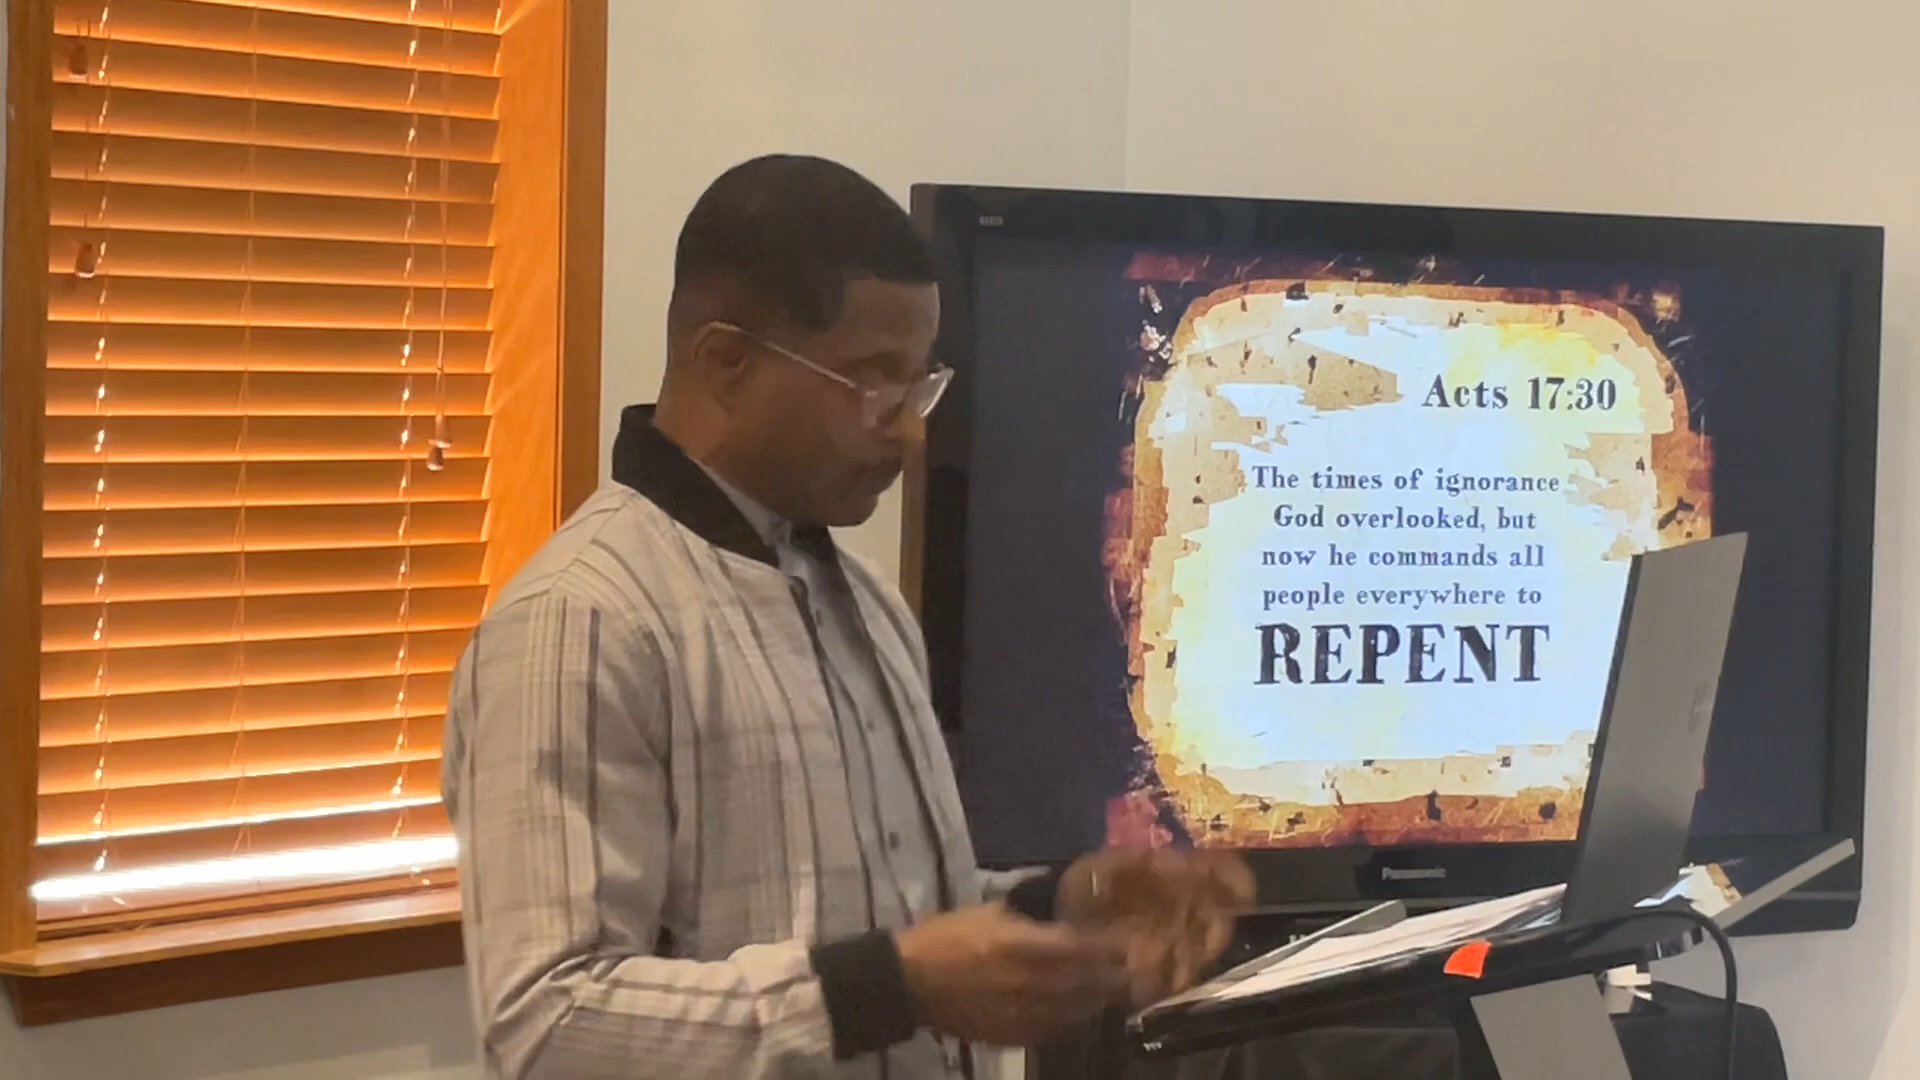 Acts 17:30
The times of ignorance
God overlooked, but
now he commands all
people everywhere to
REPENT
Panasonic